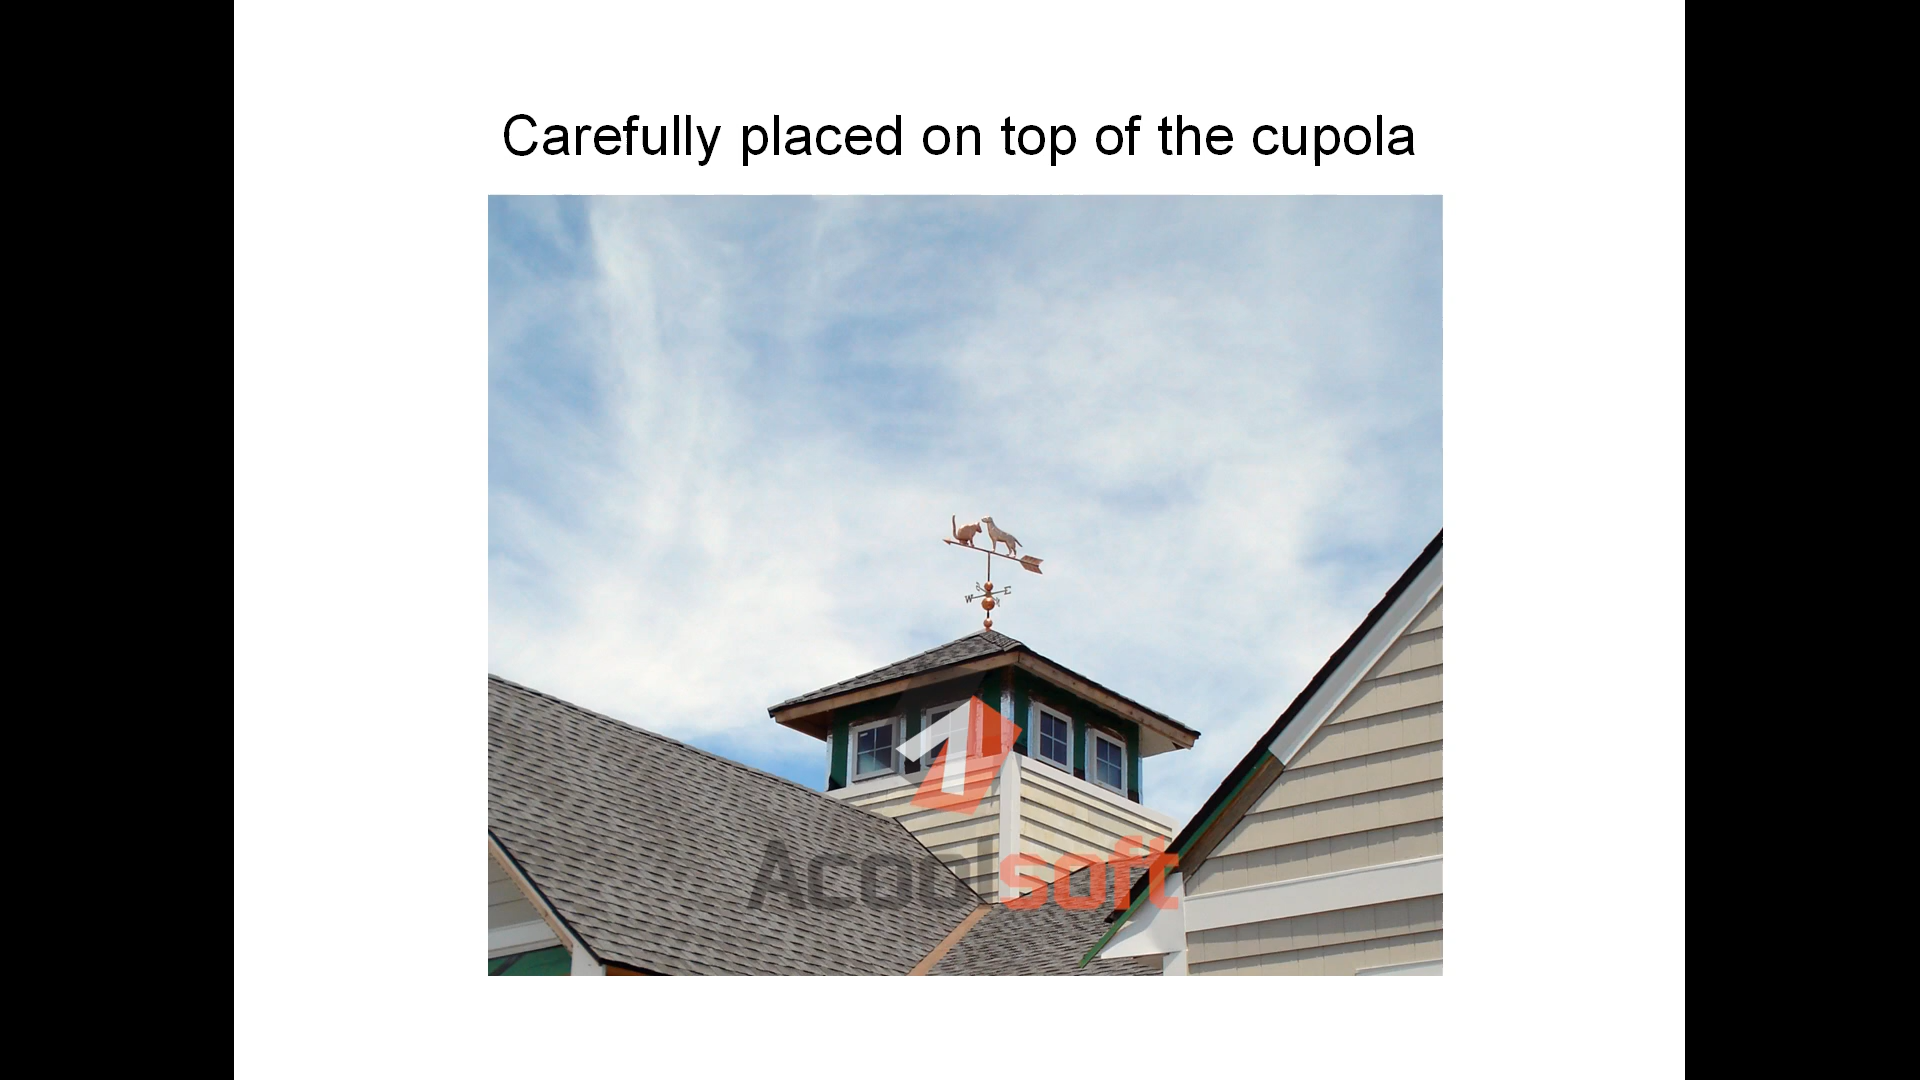 Carefully placed on top of the cupola
W E
Acoolsoft